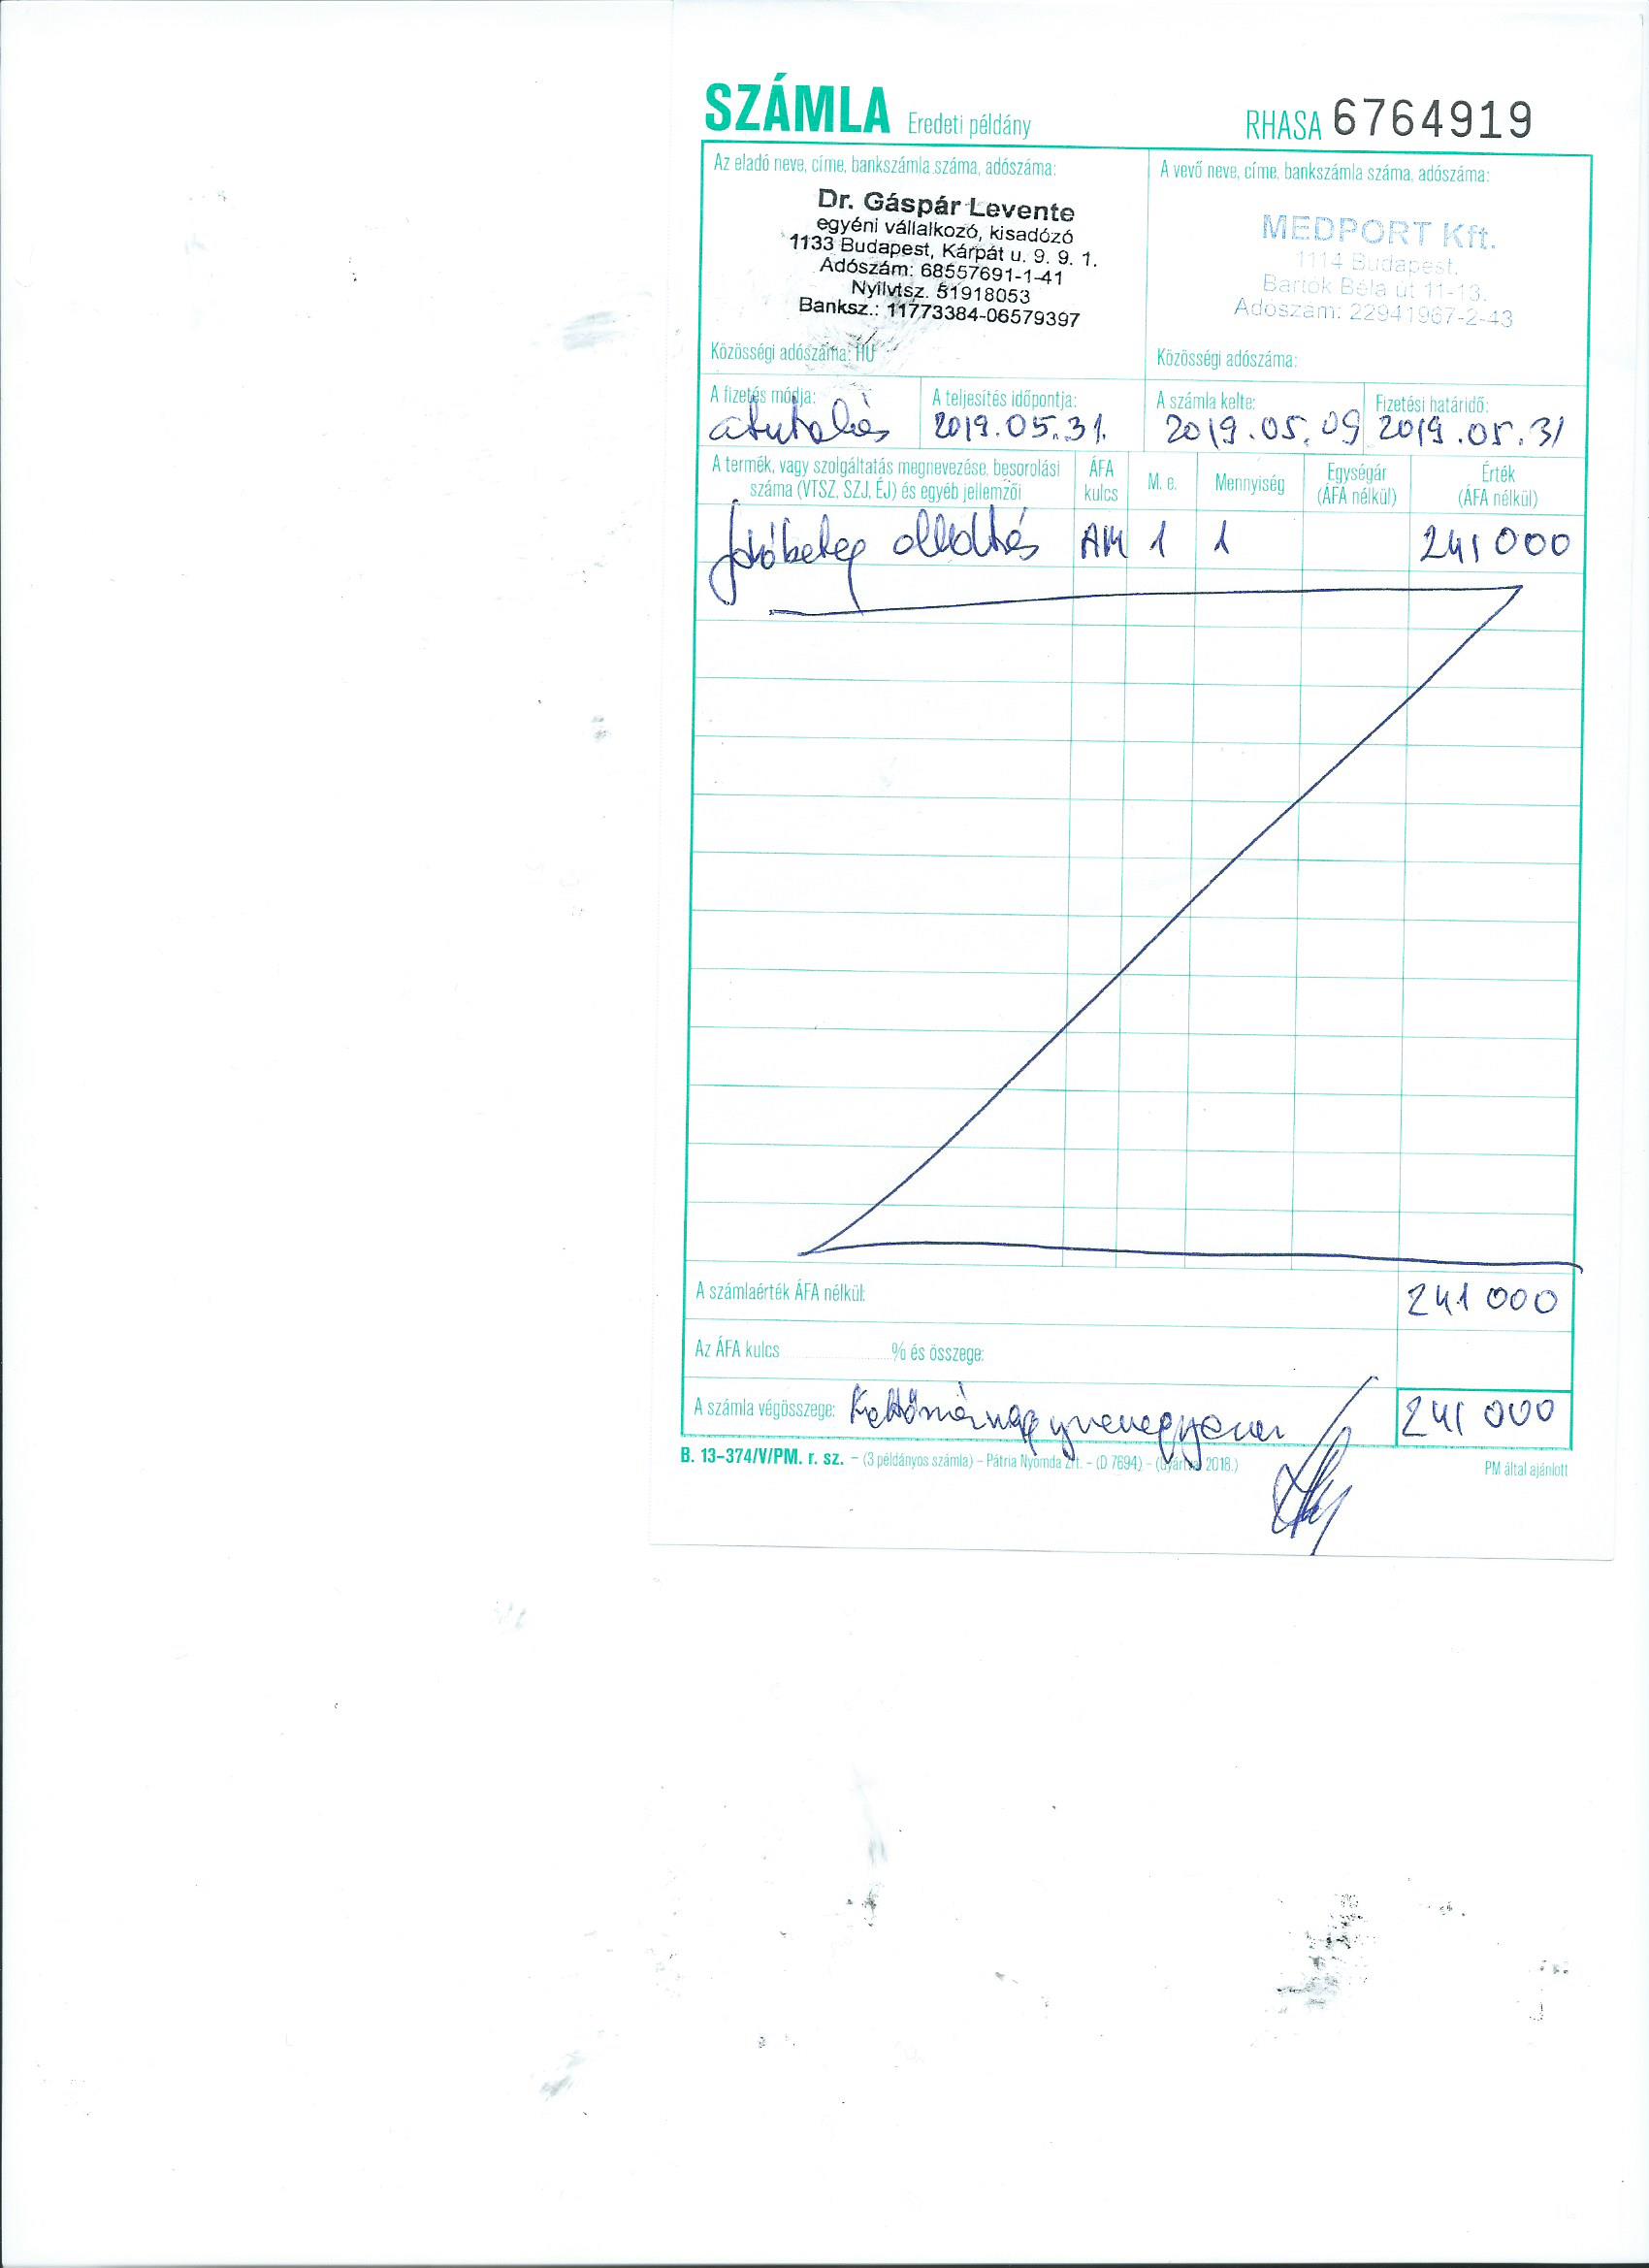 SZÁMLA Eredeti példány RHASA 6764919
Az eladó neve, címe, bankszámla száma, adószáma:
Dr. Gáspár Levente
egyéni vállalkozó, kisadózó
1133 Budapest, Kárpát u. 9. 9. 1.
Adószám: 68557691-1-41
Nyilvtsz. 51918053
Banksz.: 11773384-06579397
Közösségi adószáma: HU
A vevő neve, címe, bankszámla száma, adószáma:
MEDPORT Kft.
1114 Budapest,
Bartók Béla út 11-13.
Adószám: 22941967-2-43
Közösségi adószáma:
A fizetés módja: A teljesítés időpontja: A számla kelte: Fizetési határidő:
átutalás 2019.05.31. 2019.05.09 2019.05.31
A termék, vagy szolgáltatás megnevezése, besorolási ÁFA M. e. Mennyiség Egységár Érték
száma (VTSZ, SZJ, ÉJ) és egyéb jellemzői kulcs (ÁFA nélkül) (ÁFA nélkül)
járóbeteg ellátás AM 1 1 241 000
A számlaérték ÁFA nélkül: 241 000
Az ÁFA kulcs % és összege:
A számla végösszege: 241 000
B. 13-374/V/PM. r. sz. – (3 példányos számla) – Pátria Nyomda Zrt. – (D 7694) – 2018.) PM által ajánlott